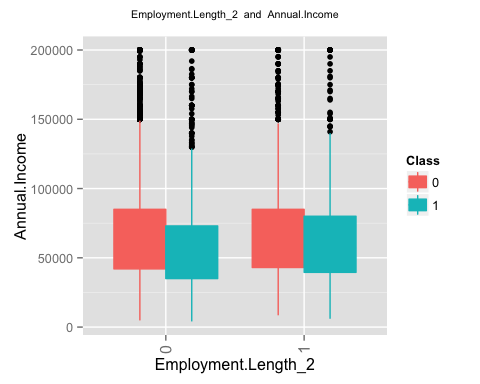 Employment.Length_2 and Annual.Income
200000
150000
100000
50000
0
Annual.Income
0
1
Employment.Length_2
Class
0
1